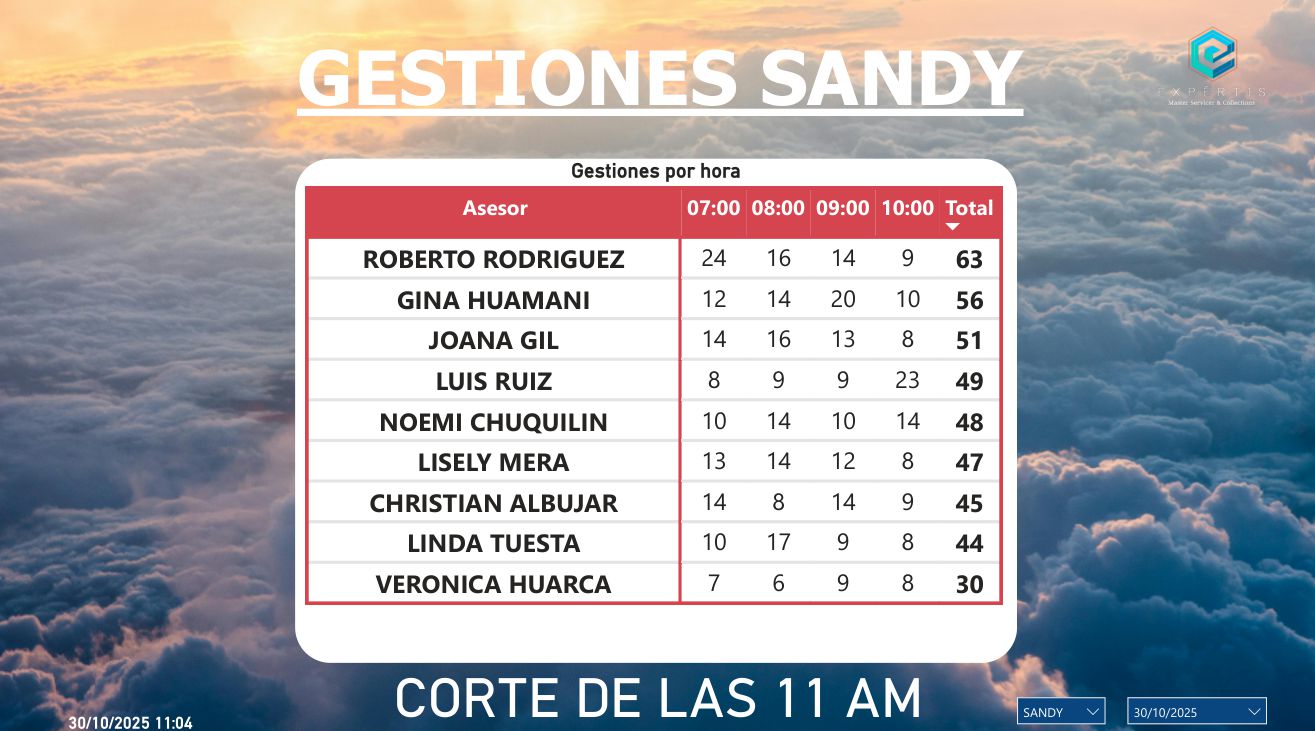 GESTIONES SANDY
EXPERTIS
Master Servicer & Collections
Gestiones por hora
Asesor 07:00 08:00 09:00 10:00 Total
ROBERTO RODRIGUEZ 24 16 14 9 63
GINA HUAMANI 12 14 20 10 56
JOANA GIL 14 16 13 8 51
LUIS RUIZ 8 9 9 23 49
NOEMI CHUQUILIN 10 14 10 14 48
LISELY MERA 13 14 12 8 47
CHRISTIAN ALBUJAR 14 8 14 9 45
LINDA TUESTA 10 17 9 8 44
VERONICA HUARCA 7 6 9 8 30
CORTE DE LAS 11 AM
30/10/2025 11:04
SANDY
30/10/2025